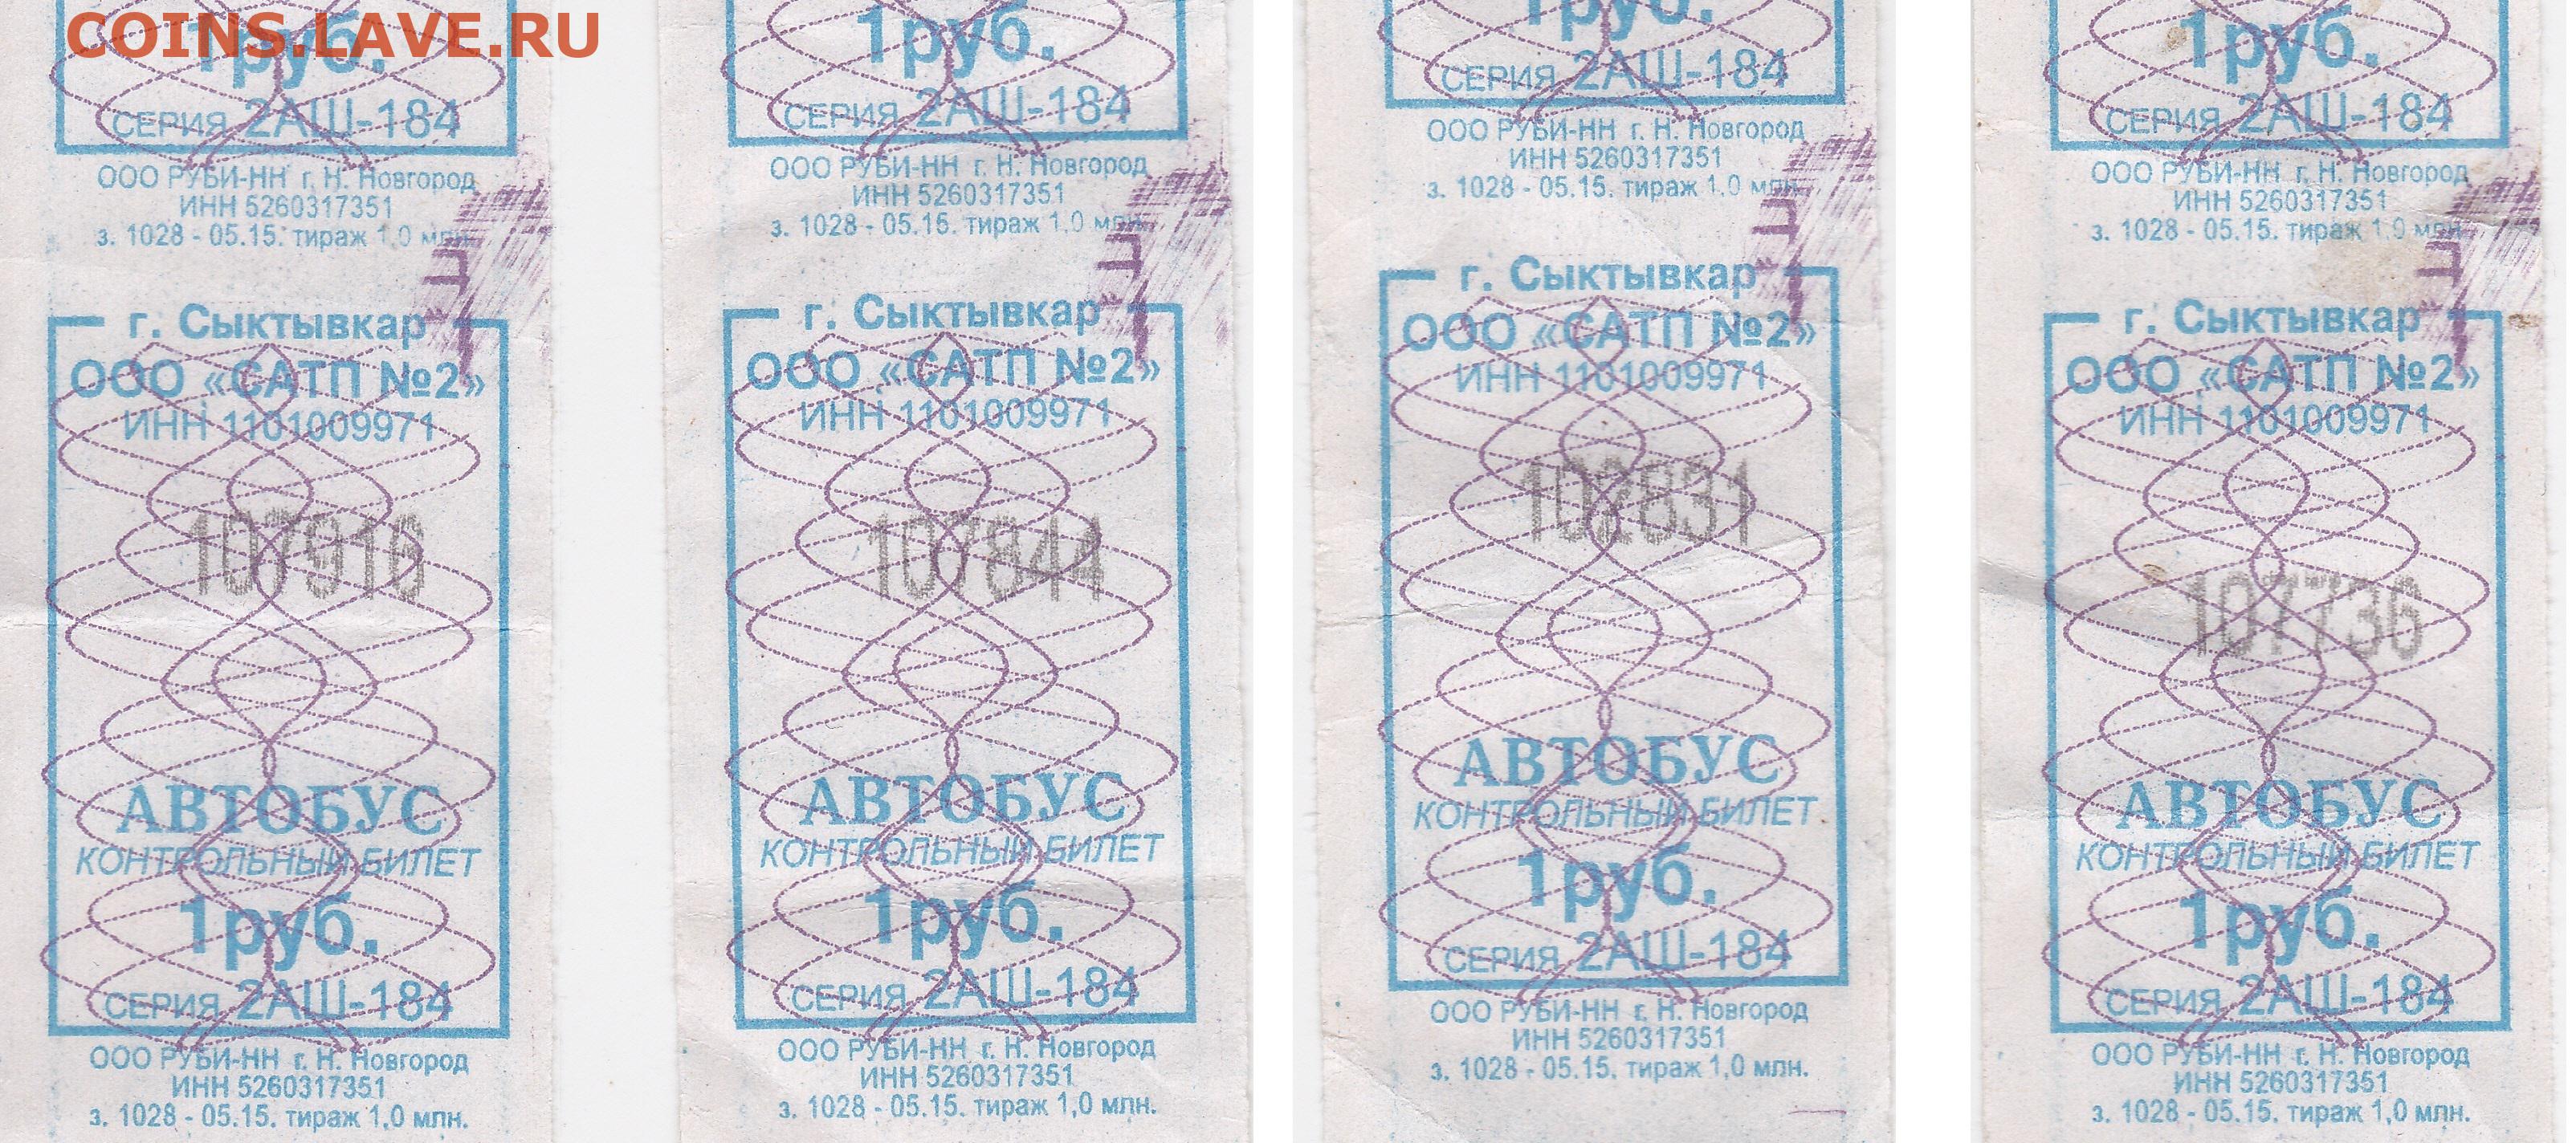 COINS.LAVE.RU
1руб.
СЕРИЯ 2АШ-184
ООО РУБИ-НН г. Н. Новгород
ИНН 5260317351
з. 1028 - 05.15. тираж 1,0 млн.
г. Сыктывкар
ООО «САТП №2»
ИНН 1101009971
107916
АВТОБУС
КОНТРОЛЬНЫЙ БИЛЕТ
1руб.
СЕРИЯ 2АШ-184
ООО РУБИ-НН г. Н. Новгород
ИНН 5260317351
з. 1028 - 05.15. тираж 1,0 млн.
1руб.
СЕРИЯ 2АШ-184
ООО РУБИ-НН г. Н. Новгород
ИНН 5260317351
з. 1028 - 05.15. тираж 1,0 млн.
г. Сыктывкар
ООО «САТП №2»
ИНН 1101009971
107844
АВТОБУС
КОНТРОЛЬНЫЙ БИЛЕТ
1руб.
СЕРИЯ 2АШ-184
ООО РУБИ-НН г. Н. Новгород
ИНН 5260317351
з. 1028 - 05.15. тираж 1,0 млн.
1руб.
СЕРИЯ 2АШ-184
ООО РУБИ-НН г. Н. Новгород
ИНН 5260317351
з. 1028 - 05.15. тираж 1,0 млн.
г. Сыктывкар
ООО «САТП №2»
ИНН 1101009971
АВТОБУС
КОНТРОЛЬНЫЙ БИЛЕТ
1руб.
СЕРИЯ 2АШ-184
ООО РУБИ-НН г. Н. Новгород
ИНН 5260317351
з. 1028 - 05.15. тираж 1,0 млн.
1руб.
СЕРИЯ 2АШ-184
ООО РУБИ-НН г. Н. Новгород
ИНН 5260317351
з. 1028 - 05.15. тираж 1,0 млн.
г. Сыктывкар
ООО «САТП №2»
ИНН 1101009971
107736
АВТОБУС
КОНТРОЛЬНЫЙ БИЛЕТ
1руб.
СЕРИЯ 2АШ-184
ООО РУБИ-НН г. Н. Новгород
ИНН 5260317351
з. 1028 - 05.15. тираж 1,0 млн.